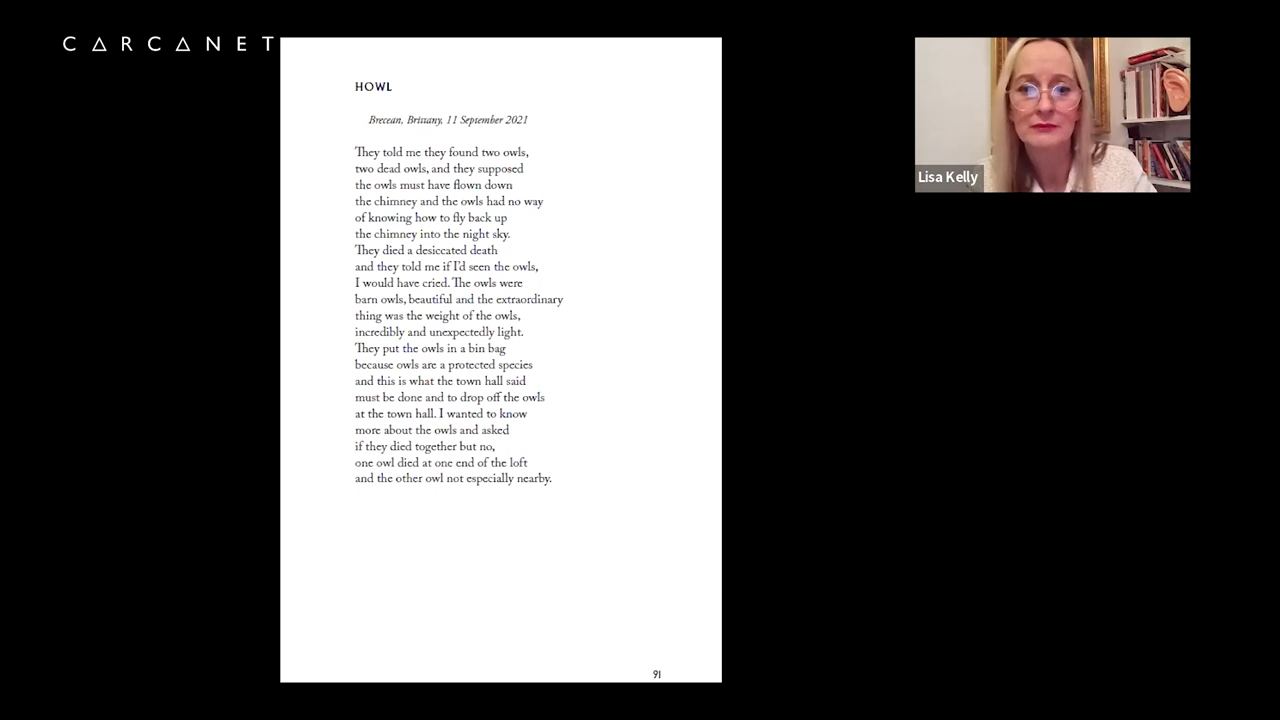 CARCANET
HOWL
Brecean, Brittany, 11 September 2021
They told me they found two owls,
two dead owls, and they supposed
the owls must have flown down
the chimney and the owls had no way
of knowing how to fly back up
the chimney into the night sky.
They died a desiccated death
and they told me if I'd seen the owls,
I would have cried. The owls were
barn owls, beautiful and the extraordinary
thing was the weight of the owls,
incredibly and unexpectedly light.
They put the owls in a bin bag
because owls are a protected species
and this is what the town hall said
must be done and to drop off the owls
at the town hall. I wanted to know
more about the owls and asked
if they died together but no,
one owl died at one end of the loft
and the other owl not especially nearby.
91
Lisa Kelly